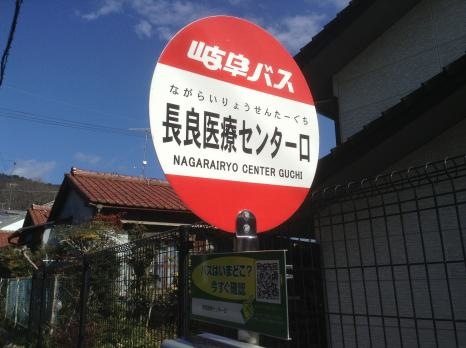 岐阜バス
ながらいりょうせんたーぐち
長良医療センター口
NAGARAIRYO CENTER GUCHI
バスはいまどこ?
今すぐ確認